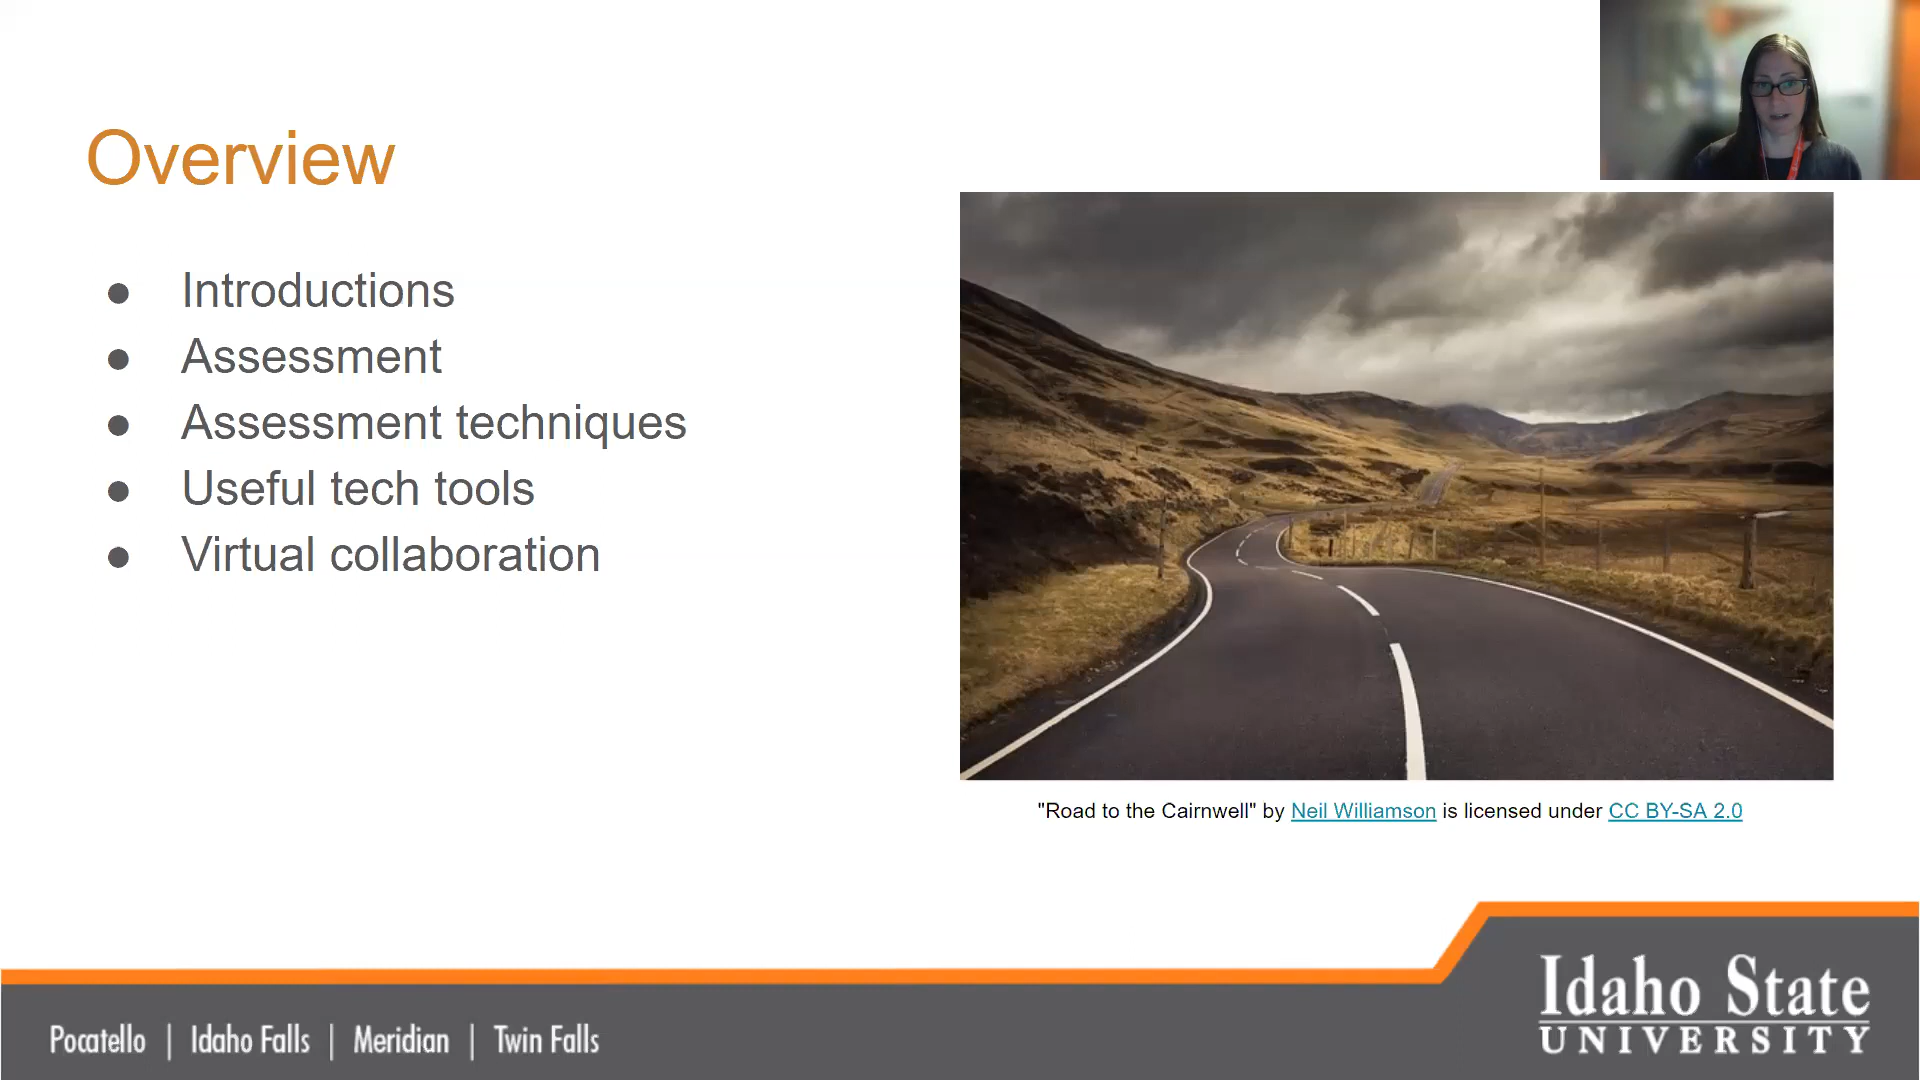 Overview
● Introductions
● Assessment
● Assessment techniques
● Useful tech tools
● Virtual collaboration
"Road to the Cairnwell" by Neil Williamson is licensed under CC BY-SA 2.0
Pocatello | Idaho Falls | Meridian | Twin Falls
Idaho State
UNIVERSITY